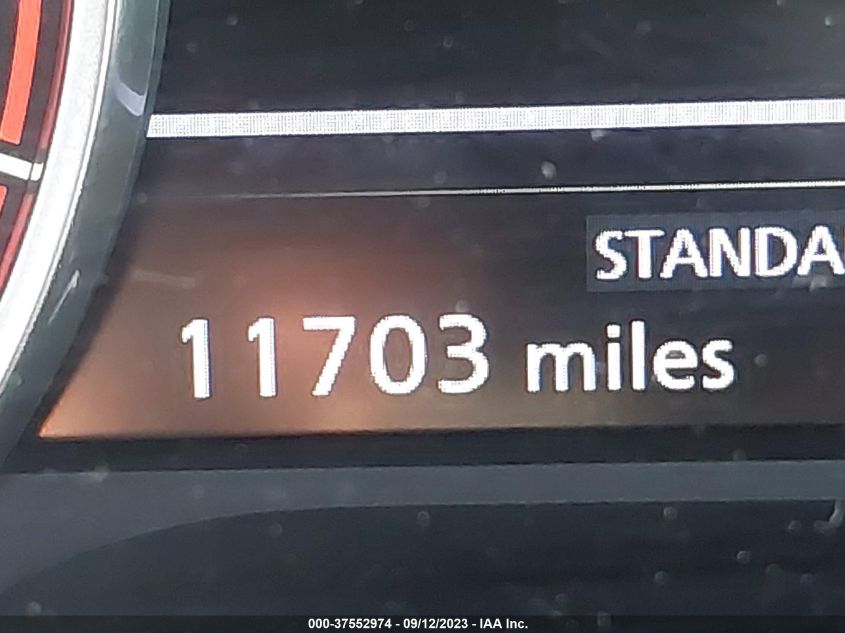 STANDA
11703 miles
000-37552974 - 09/12/2023 - IAA Inc.